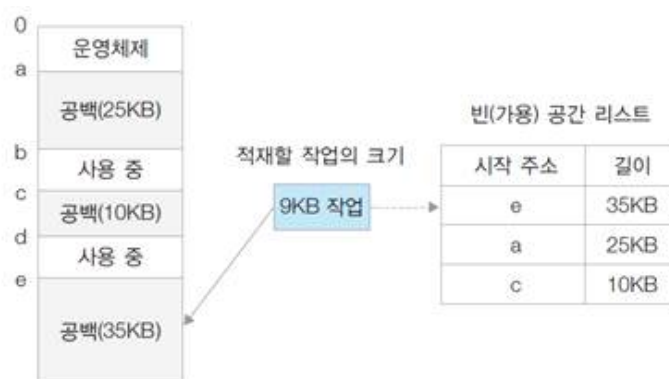 0
운영체제
a
공백(25KB)
b
사용 중
c
공백(10KB)
d
사용 중
e
공백(35KB)
적재할 작업의 크기
9KB 작업
빈(가용) 공간 리스트
시작 주소 길이
e 35KB
a 25KB
c 10KB